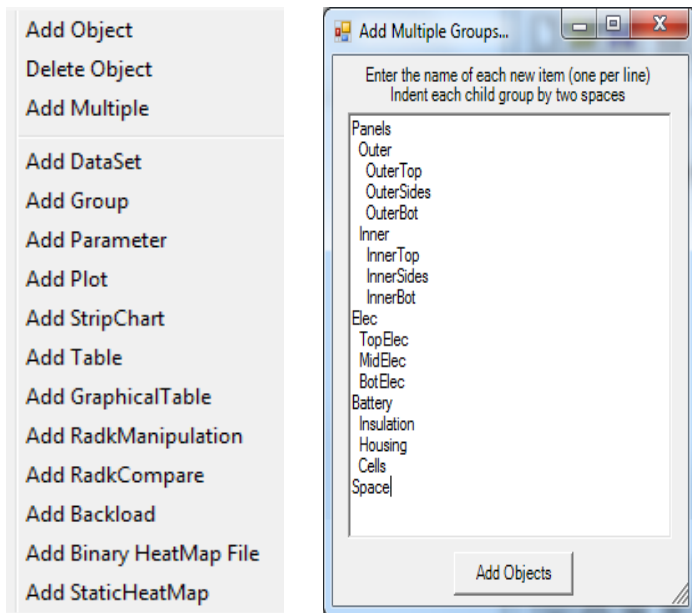 Add Object
Delete Object
Add Multiple
Add DataSet
Add Group
Add Parameter
Add Plot
Add StripChart
Add Table
Add GraphicalTable
Add RadkManipulation
Add RadkCompare
Add Backload
Add Binary HeatMap File
Add StaticHeatMap
Add Multiple Groups...
Enter the name of each new item (one per line)
Indent each child group by two spaces
Panels
  Outer
    OuterTop
    OuterSides
    OuterBot
  Inner
    InnerTop
    InnerSides
    InnerBot
Elec
  TopElec
  MidElec
  BotElec
Battery
  Insulation
  Housing
  Cells
Space
Add Objects